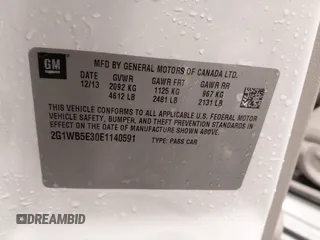 GM
MFD BY GENERAL MOTORS OF CANADA LTD.
DATE GVWR GAWR FRT GAWR RR
12/13 2092 KG 1125 KG 967 KG
4612 LB 2481 LB 2131 LB
THIS VEHICLE CONFORMS TO ALL APPLICABLE U.S. FEDERAL MOTOR
VEHICLE SAFETY, BUMPER, AND THEFT PREVENTION STANDARDS IN EFFECT
ON THE DATE OF MANUFACTURE SHOWN ABOVE.
2G1WB5E30E1140591 TYPE: PASS CAR
DREAMBID